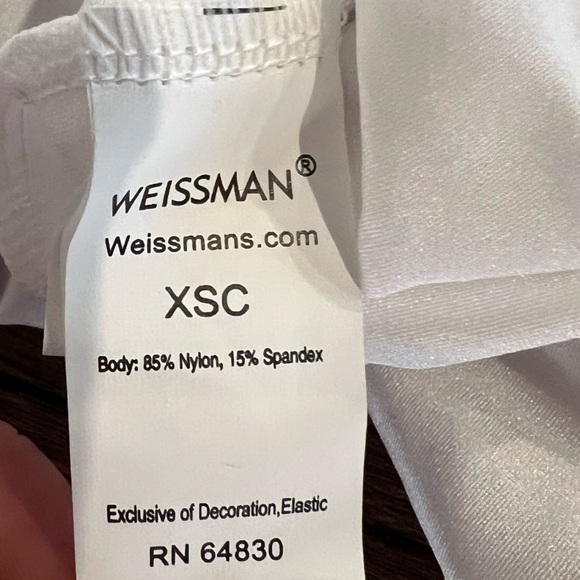 WEISSMAN®
Weissmans.com
XSC
Body: 85% Nylon, 15% Spandex
Exclusive of Decoration,Elastic
RN 64830